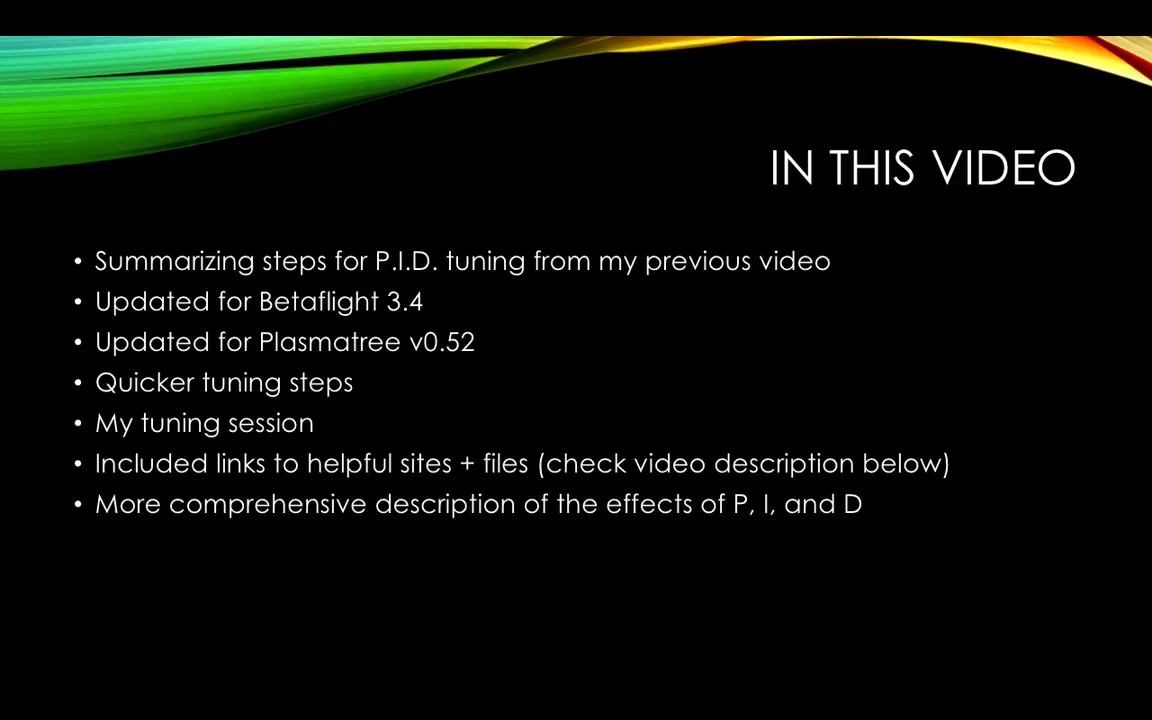 IN THIS VIDEO
• Summarizing steps for P.I.D. tuning from my previous video
• Updated for Betaflight 3.4
• Updated for Plasmatree v0.52
• Quicker tuning steps
• My tuning session
• Included links to helpful sites + files (check video description below)
• More comprehensive description of the effects of P, I, and D